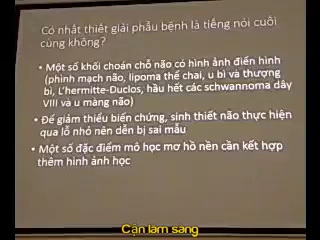 Có nhất thiết giải phẫu bệnh là tiếng nói cuối
cùng không?
• Một số khối choán chỗ não có hình ảnh điển hình
(phình mạch não, lipoma thể chai, u bì và thượng
bì, L'hermitte-Duclos, hầu hết các schwannoma dây
VIII và u màng não)
• Để giảm thiểu biến chứng, sinh thiết não thực hiện
qua lỗ nhỏ nên dễn bị sai mẫu
• Một số đặc điểm mô học mơ hồ nên cần kết hợp
thêm hình ảnh học
Cận lâm sàng